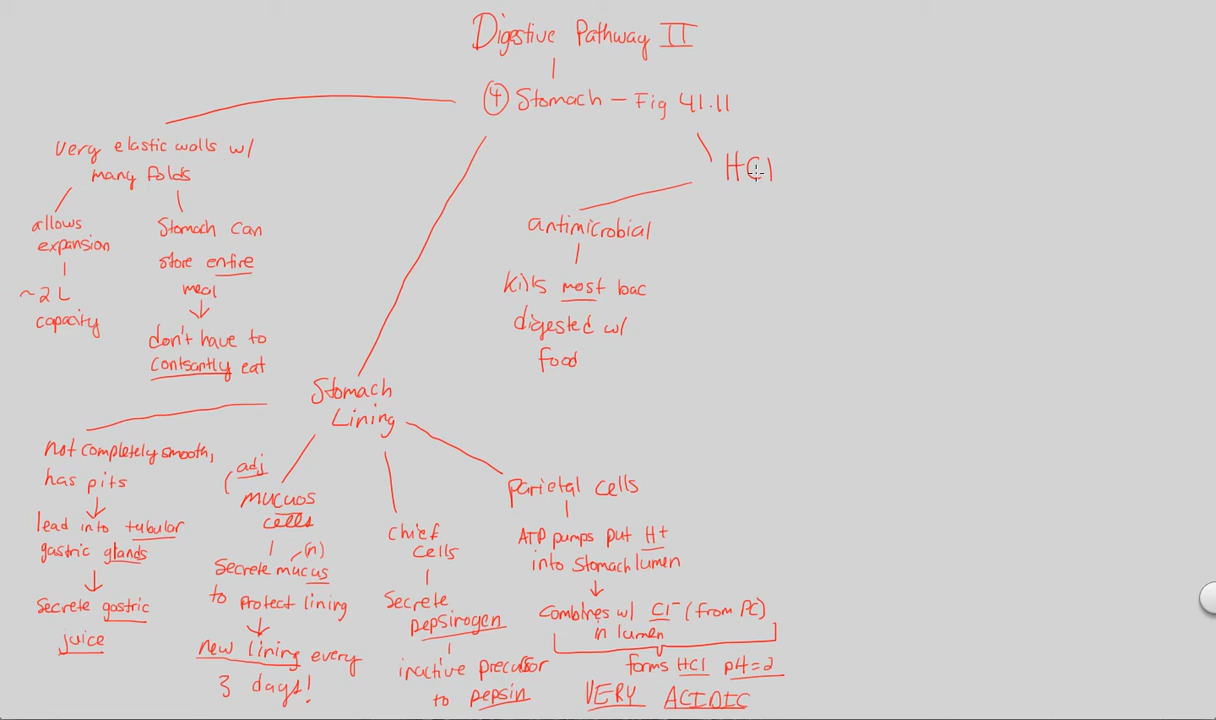 Digestive Pathway II
④ Stomach – Fig 41.11
very elastic walls w/
many folds
allows
expansion
~2 L
capacity
Stomach can
store entire
meal
don't have to
contsantly eat
HCl
antimicrobial
kills most bac
digested w/
food
Stomach
Lining
not completely smooth,
has pits
lead into tubular
gastric glands
Secrete gastric
juice
(adj
mucuos
cells
(n)
Secrete mucus
to protect lining
new lining every
3 days!
chief
cells
Secrete
pepsirogen
inactive precursor
to pepsin
parietal cells
ATP pumps put H+
into stomach lumen
combines w/ Cl- (from PC)
in lumen
forms HCl pH=2
VERY ACIDIC